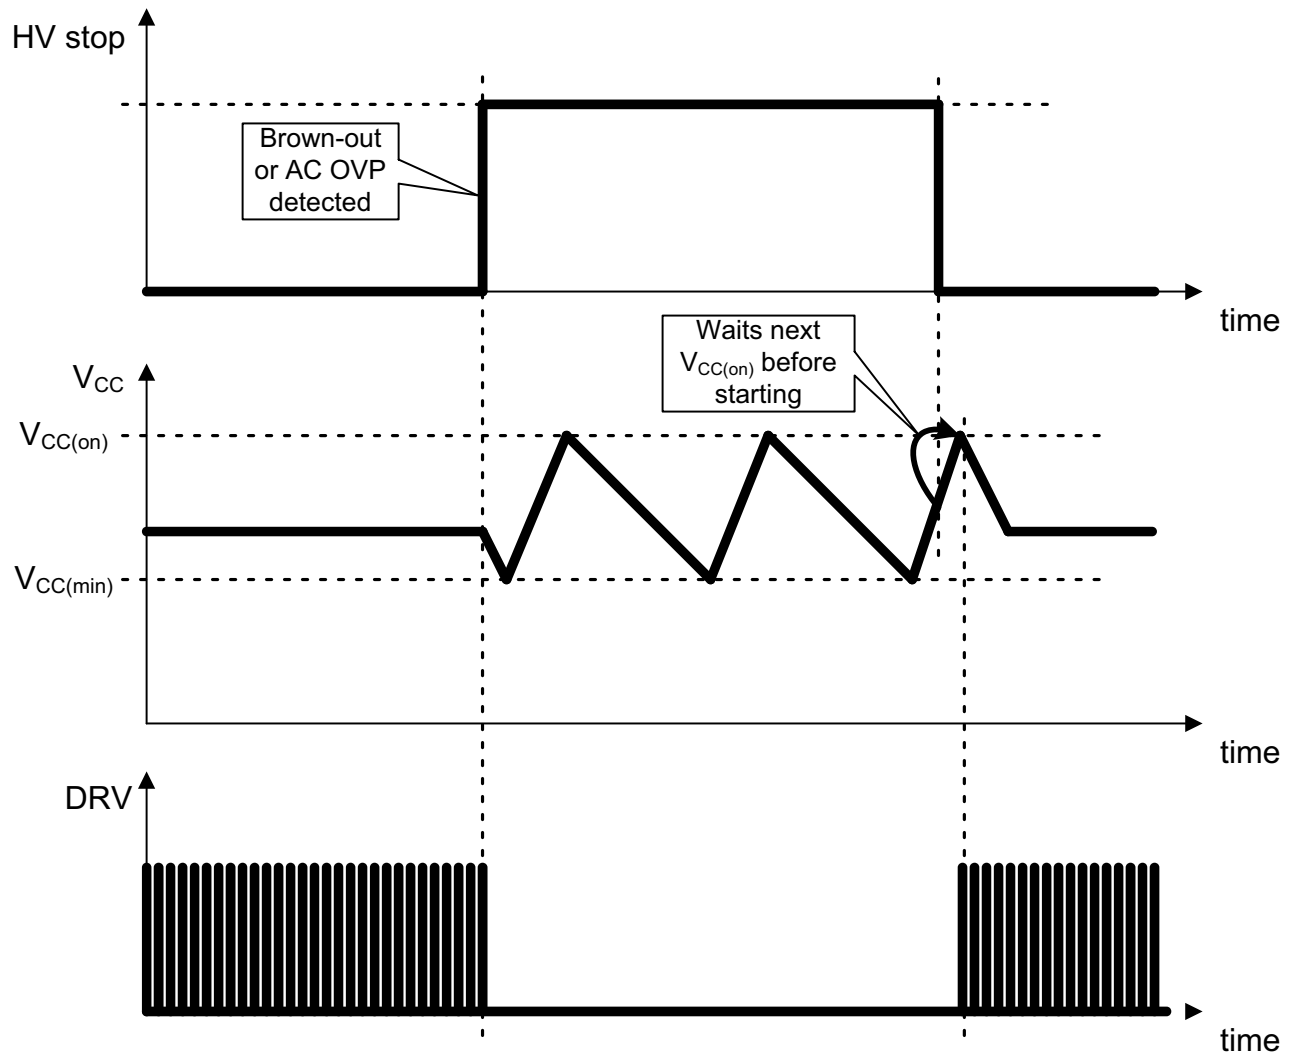 HV stop
Brown-out
or AC OVP
detected
time
Waits next
VCC(on) before
starting
VCC
VCC(on)
VCC(min)
time
DRV
time